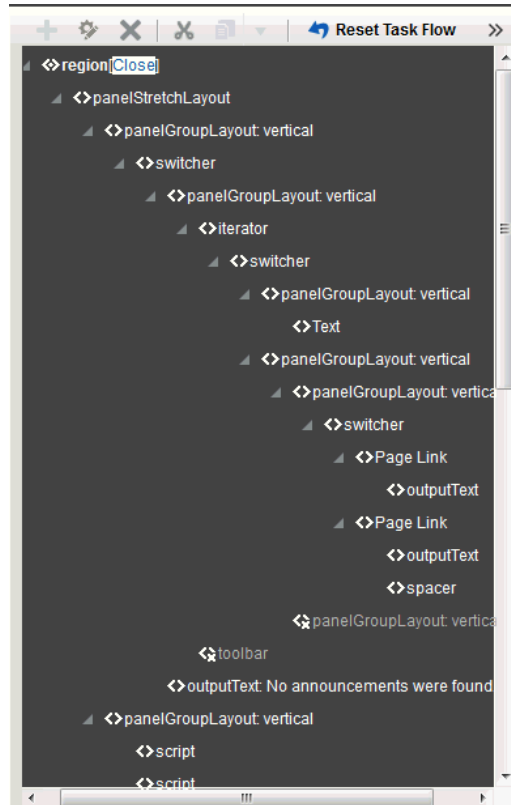 Reset Task Flow
region[Close]
panelStretchLayout
panelGroupLayout: vertical
switcher
panelGroupLayout: vertical
iterator
switcher
panelGroupLayout: vertical
Text
panelGroupLayout: vertical
panelGroupLayout: vertica
switcher
Page Link
outputText
Page Link
outputText
spacer
panelGroupLayout: vertica
toolbar
outputText: No announcements were found
panelGroupLayout: vertical
script
script